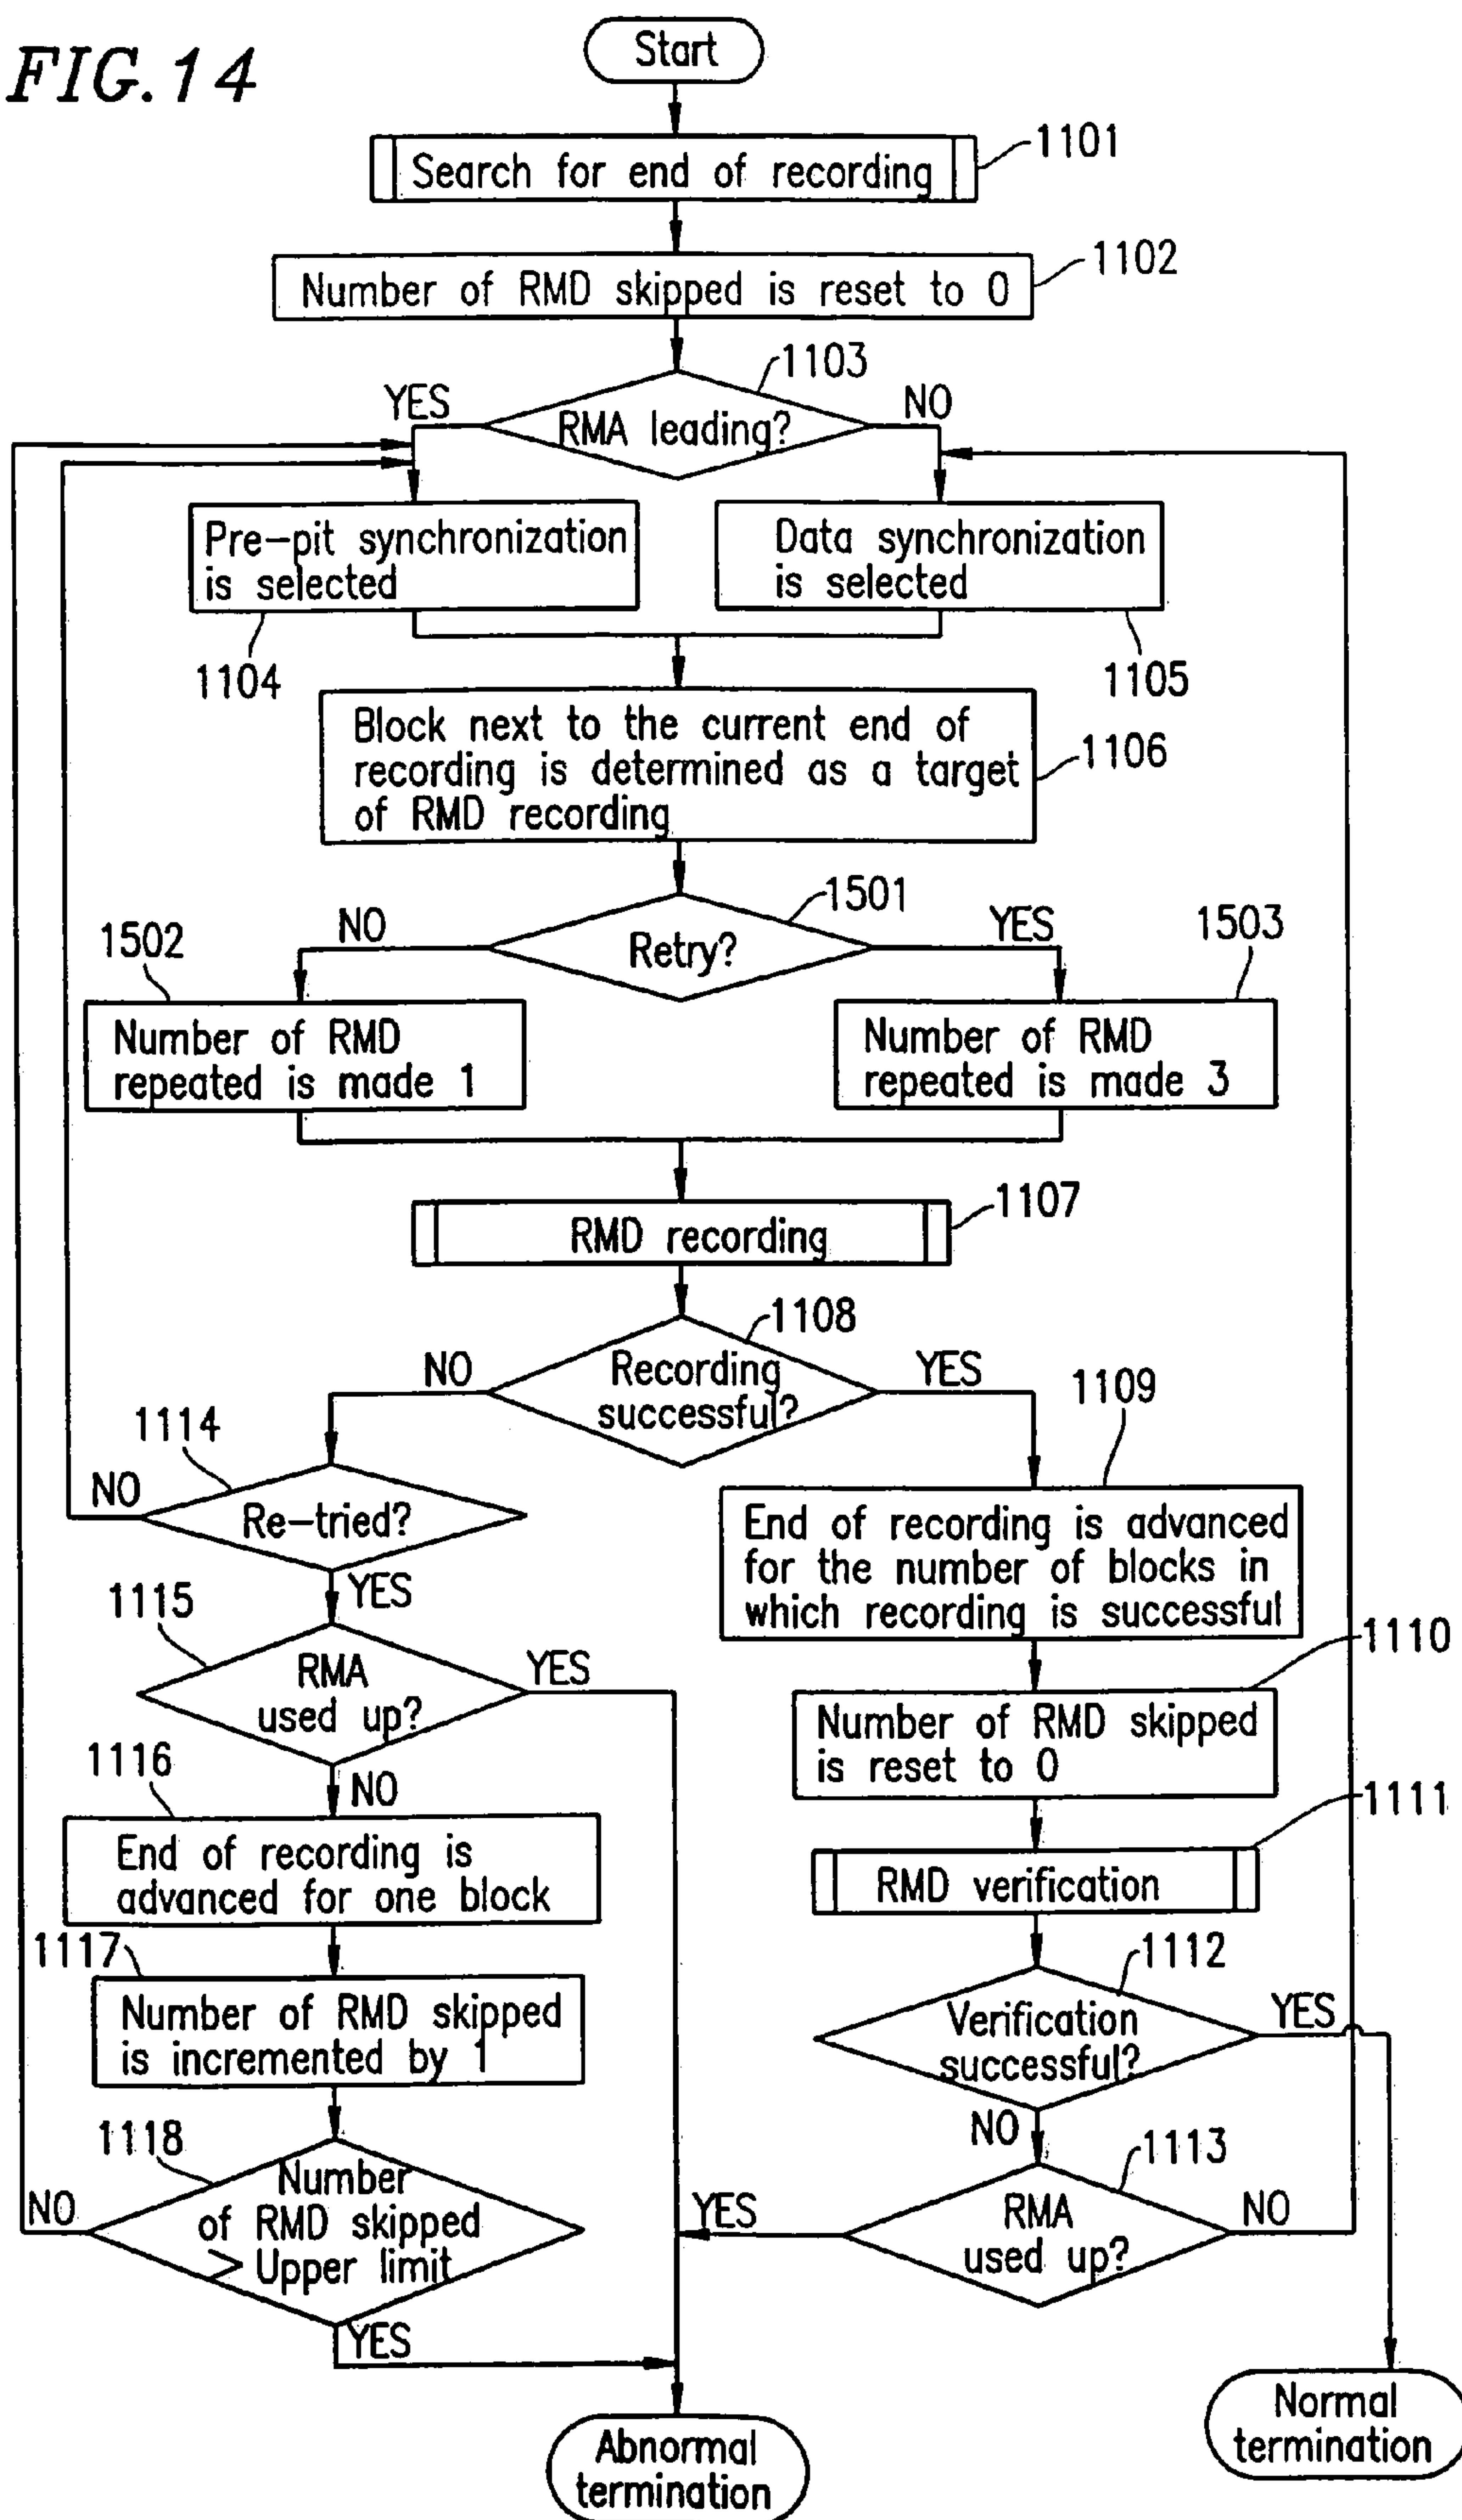 FIG.14
Start
1101
Search for end of recording
1102
Number of RMD skipped is reset to 0
1103
YES
RMA leading?
NO
Pre-pit synchronization
is selected
Data synchronization
is selected
1104
1105
Block next to the current end of
recording is determined as a target
of RMD recording
1106
1501
NO
Retry?
YES
1502
1503
Number of RMD
repeated is made 1
Number of RMD
repeated is made 3
1107
RMD recording
1108
NO
Recording
successful?
YES
1109
1114
NO
Re-tried?
YES
End of recording is advanced
for the number of blocks in
which recording is successful
1115
RMA
used up?
YES
1110
Number of RMD skipped
is reset to 0
1116
NO
End of recording is
advanced for one block
1111
RMD verification
1117
Number of RMD skipped
is incremented by 1
1112
Verification
successful?
YES
NO
1118
Number
of RMD skipped
> Upper limit
NO
YES
1113
RMA
used up?
YES
NO
Abnormal
termination
Normal
termination